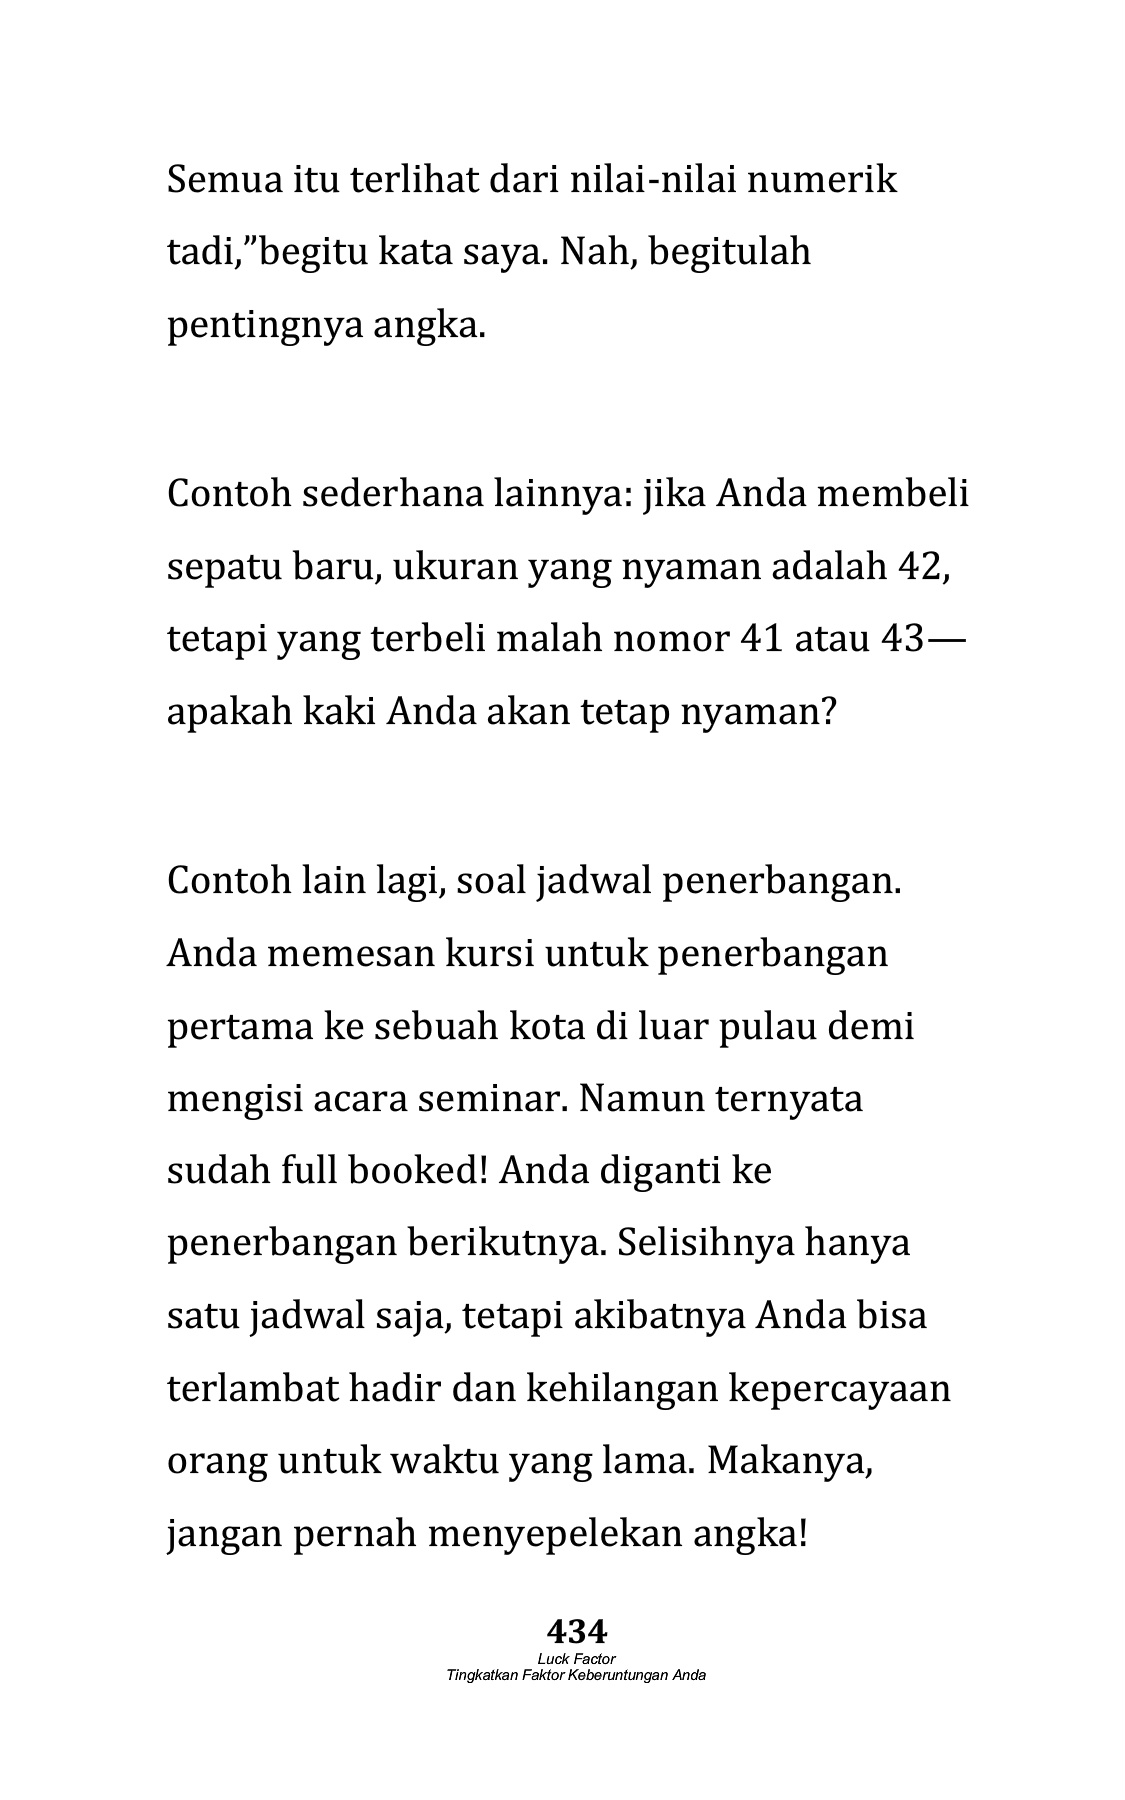 Semua itu terlihat dari nilai-nilai numerik
tadi,”begitu kata saya. Nah, begitulah
pentingnya angka.
Contoh sederhana lainnya: jika Anda membeli
sepatu baru, ukuran yang nyaman adalah 42,
tetapi yang terbeli malah nomor 41 atau 43—
apakah kaki Anda akan tetap nyaman?
Contoh lain lagi, soal jadwal penerbangan.
Anda memesan kursi untuk penerbangan
pertama ke sebuah kota di luar pulau demi
mengisi acara seminar. Namun ternyata
sudah full booked! Anda diganti ke
penerbangan berikutnya. Selisihnya hanya
satu jadwal saja, tetapi akibatnya Anda bisa
terlambat hadir dan kehilangan kepercayaan
orang untuk waktu yang lama. Makanya,
jangan pernah menyepelekan angka!
434
Luck Factor
Tingkatkan Faktor Keberuntungan Anda